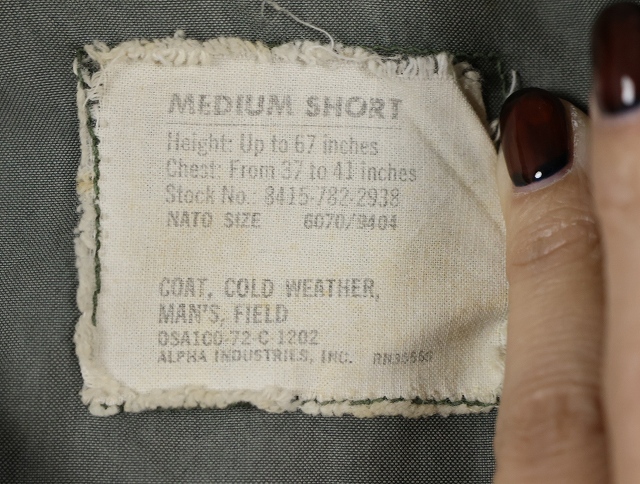 MEDIUM SHORT
Height: Up to 67 inches
Chest: From 37 to 41 inches
Stock No.: 8415-782-2938
NATO SIZE 6070/9404
COAT, COLD WEATHER,
MAN'S, FIELD
DSA100-72-C 1202
ALPHA INDUSTRIES, INC.